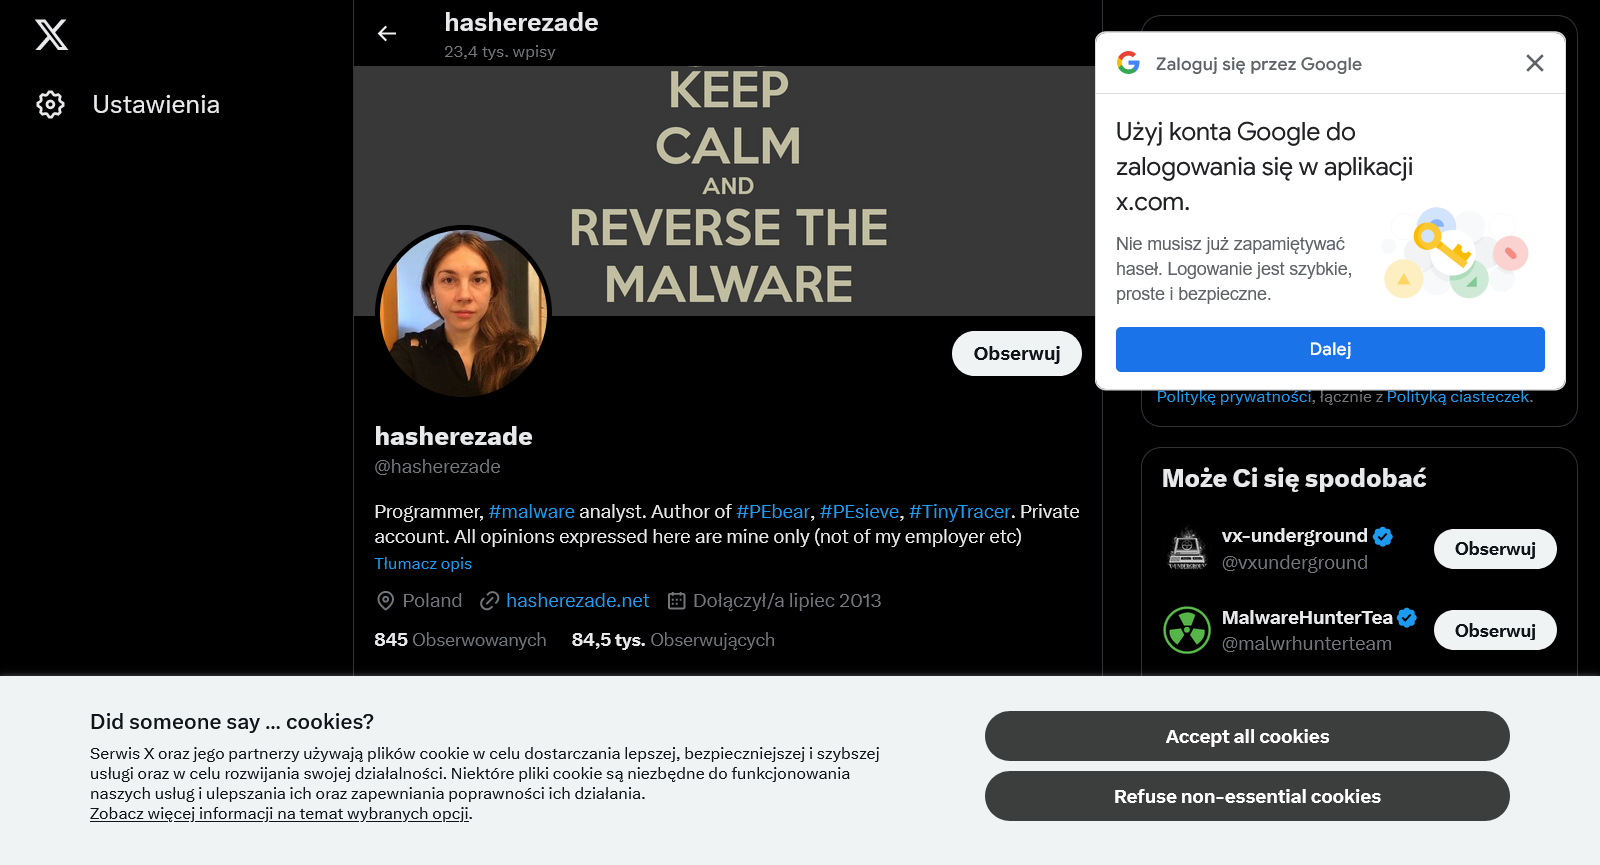 Ustawienia
hasherezade
23,4 tys. wpisy
KEEP
CALM
AND
REVERSE THE
MALWARE
Obserwuj
hasherezade
@hasherezade
Programmer, #malware analyst. Author of #PEbear, #PEsieve, #TinyTracer. Private
account. All opinions expressed here are mine only (not of my employer etc)
Tłumacz opis
Poland hasherezade.net Dołączył/a lipiec 2013
845 Obserwowanych 84,5 tys. Obserwujących
Zaloguj się przez Google
Użyj konta Google do
zalogowania się w aplikacji
x.com.
Nie musisz już zapamiętywać
haseł. Logowanie jest szybkie,
proste i bezpieczne.
Dalej
Politykę prywatności, łącznie z Polityką ciasteczek.
Może Ci się spodobać
vx-underground
@vxunderground
Obserwuj
MalwareHunterTea
@malwrhunterteam
Obserwuj
Did someone say … cookies?
Serwis X oraz jego partnerzy używają plików cookie w celu dostarczania lepszej, bezpieczniejszej i szybszej
usługi oraz w celu rozwijania swojej działalności. Niektóre pliki cookie są niezbędne do funkcjonowania
naszych usług i ulepszania ich oraz zapewniania poprawności ich działania.
Zobacz więcej informacji na temat wybranych opcji.
Accept all cookies
Refuse non-essential cookies